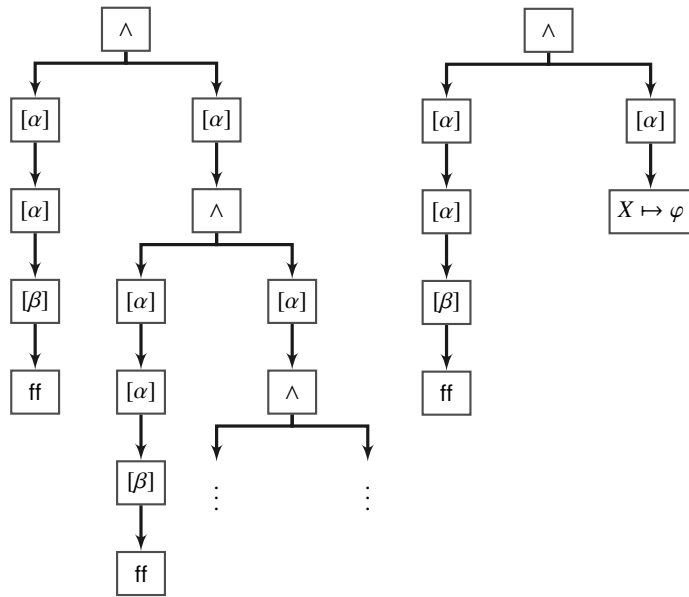 ∧ ∧
[α] [α] [α] [α]
[α] ∧ [α] X ↦ φ
[β] [α] [α] [β]
ff [α] ∧ ff
[β] ⋮ ⋮
ff